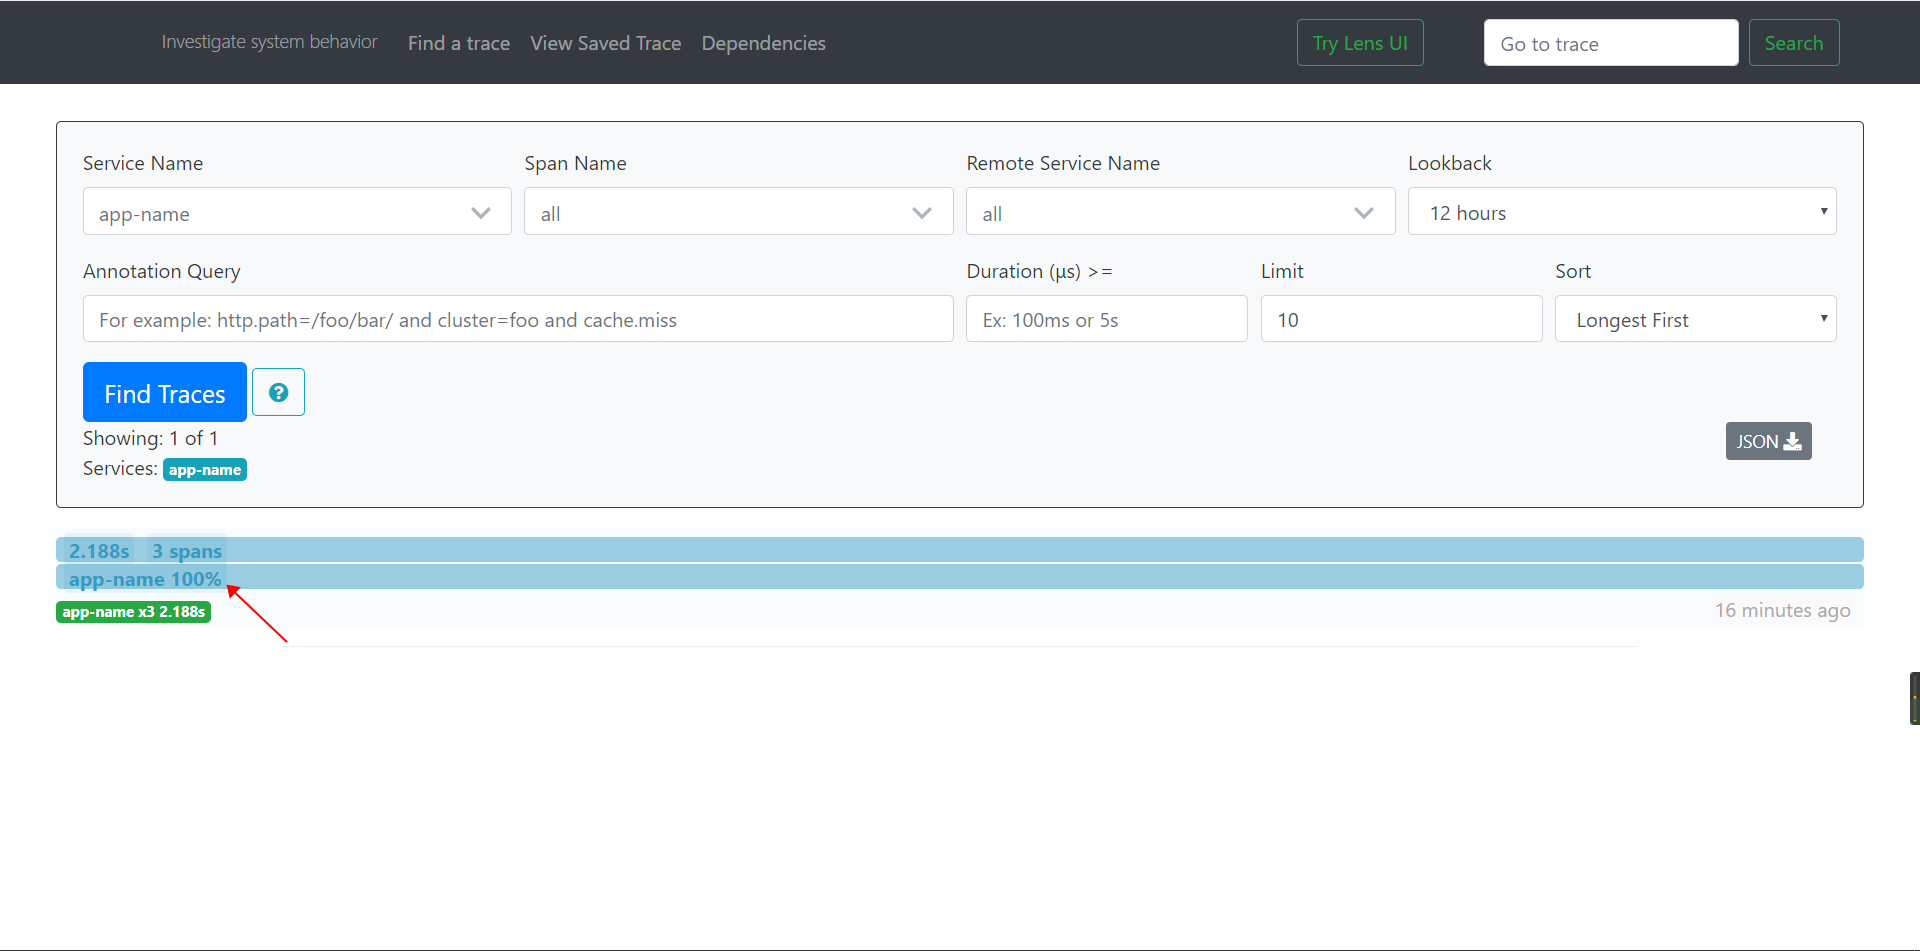 Investigate system behavior Find a trace View Saved Trace Dependencies Try Lens UI Go to trace Search
Service Name Span Name Remote Service Name Lookback
app-name all all 12 hours
Annotation Query Duration (μs) >= Limit Sort
For example: http.path=/foo/bar/ and cluster=foo and cache.miss Ex: 100ms or 5s 10 Longest First
Find Traces ?
Showing: 1 of 1
JSON
Services: app-name
2.188s 3 spans
app-name 100%
app-name x3 2.188s 16 minutes ago